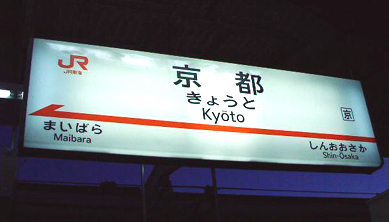 JR
JR東海
京都
きょうと
Kyōto
京
まいばら
Maibara
しんおおさか
Shin-Osaka